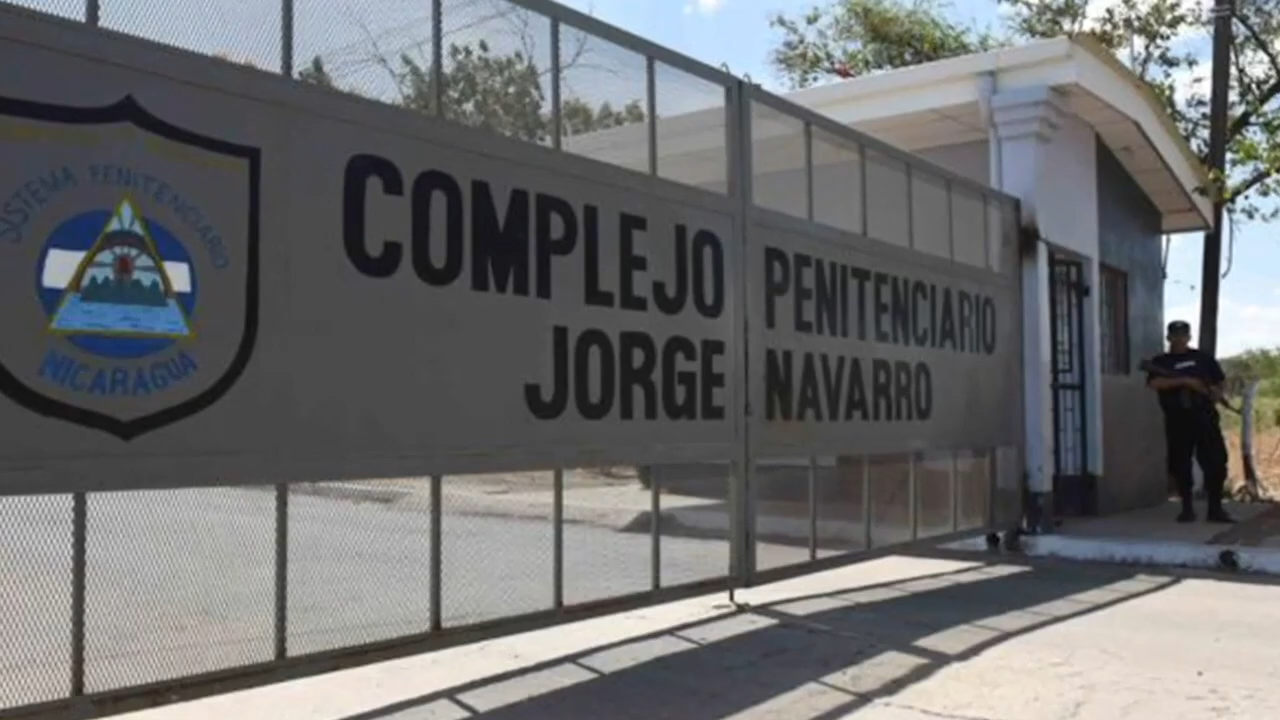 SISTEMA PENITENCIARIO
NICARAGUA
COMPLEJO PENITENCIARIO
JORGE NAVARRO